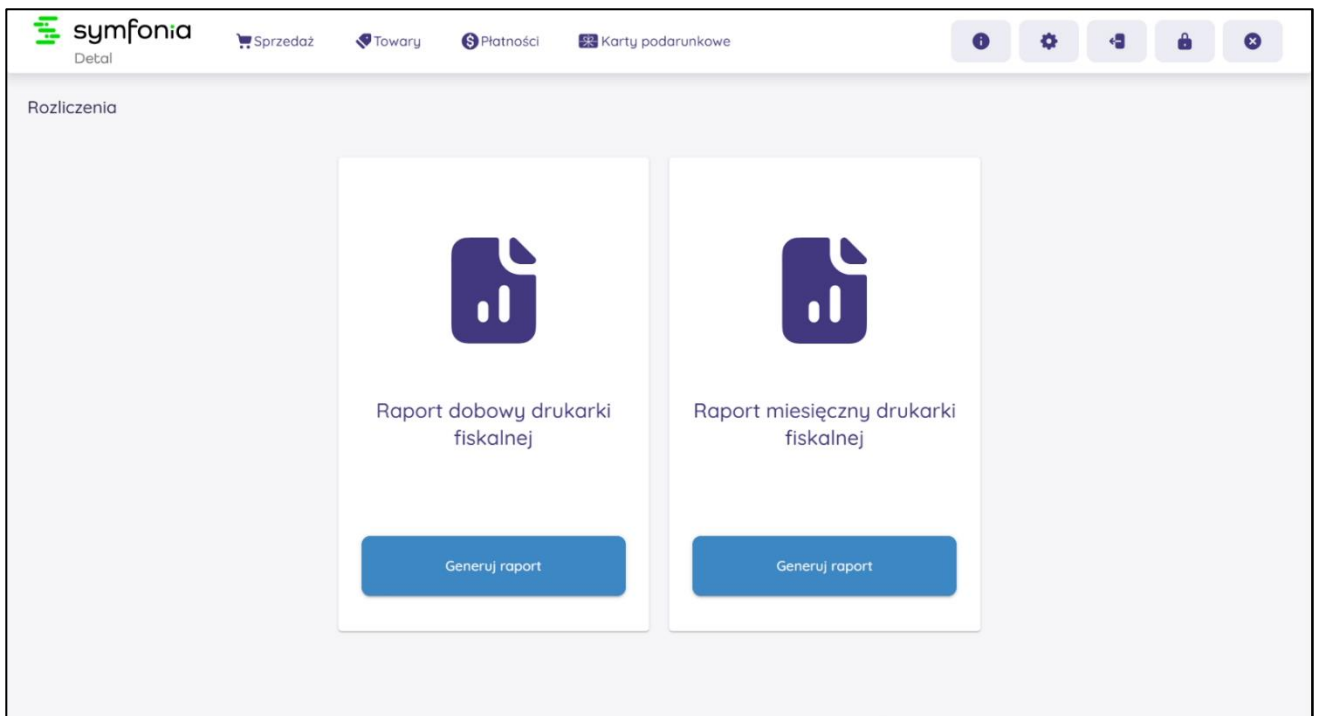 symfonia
Detal
Sprzedaż
Towary
Płatności
Karty podarunkowe
Rozliczenia
Raport dobowy drukarki
fiskalnej
Generuj raport
Raport miesięczny drukarki
fiskalnej
Generuj raport